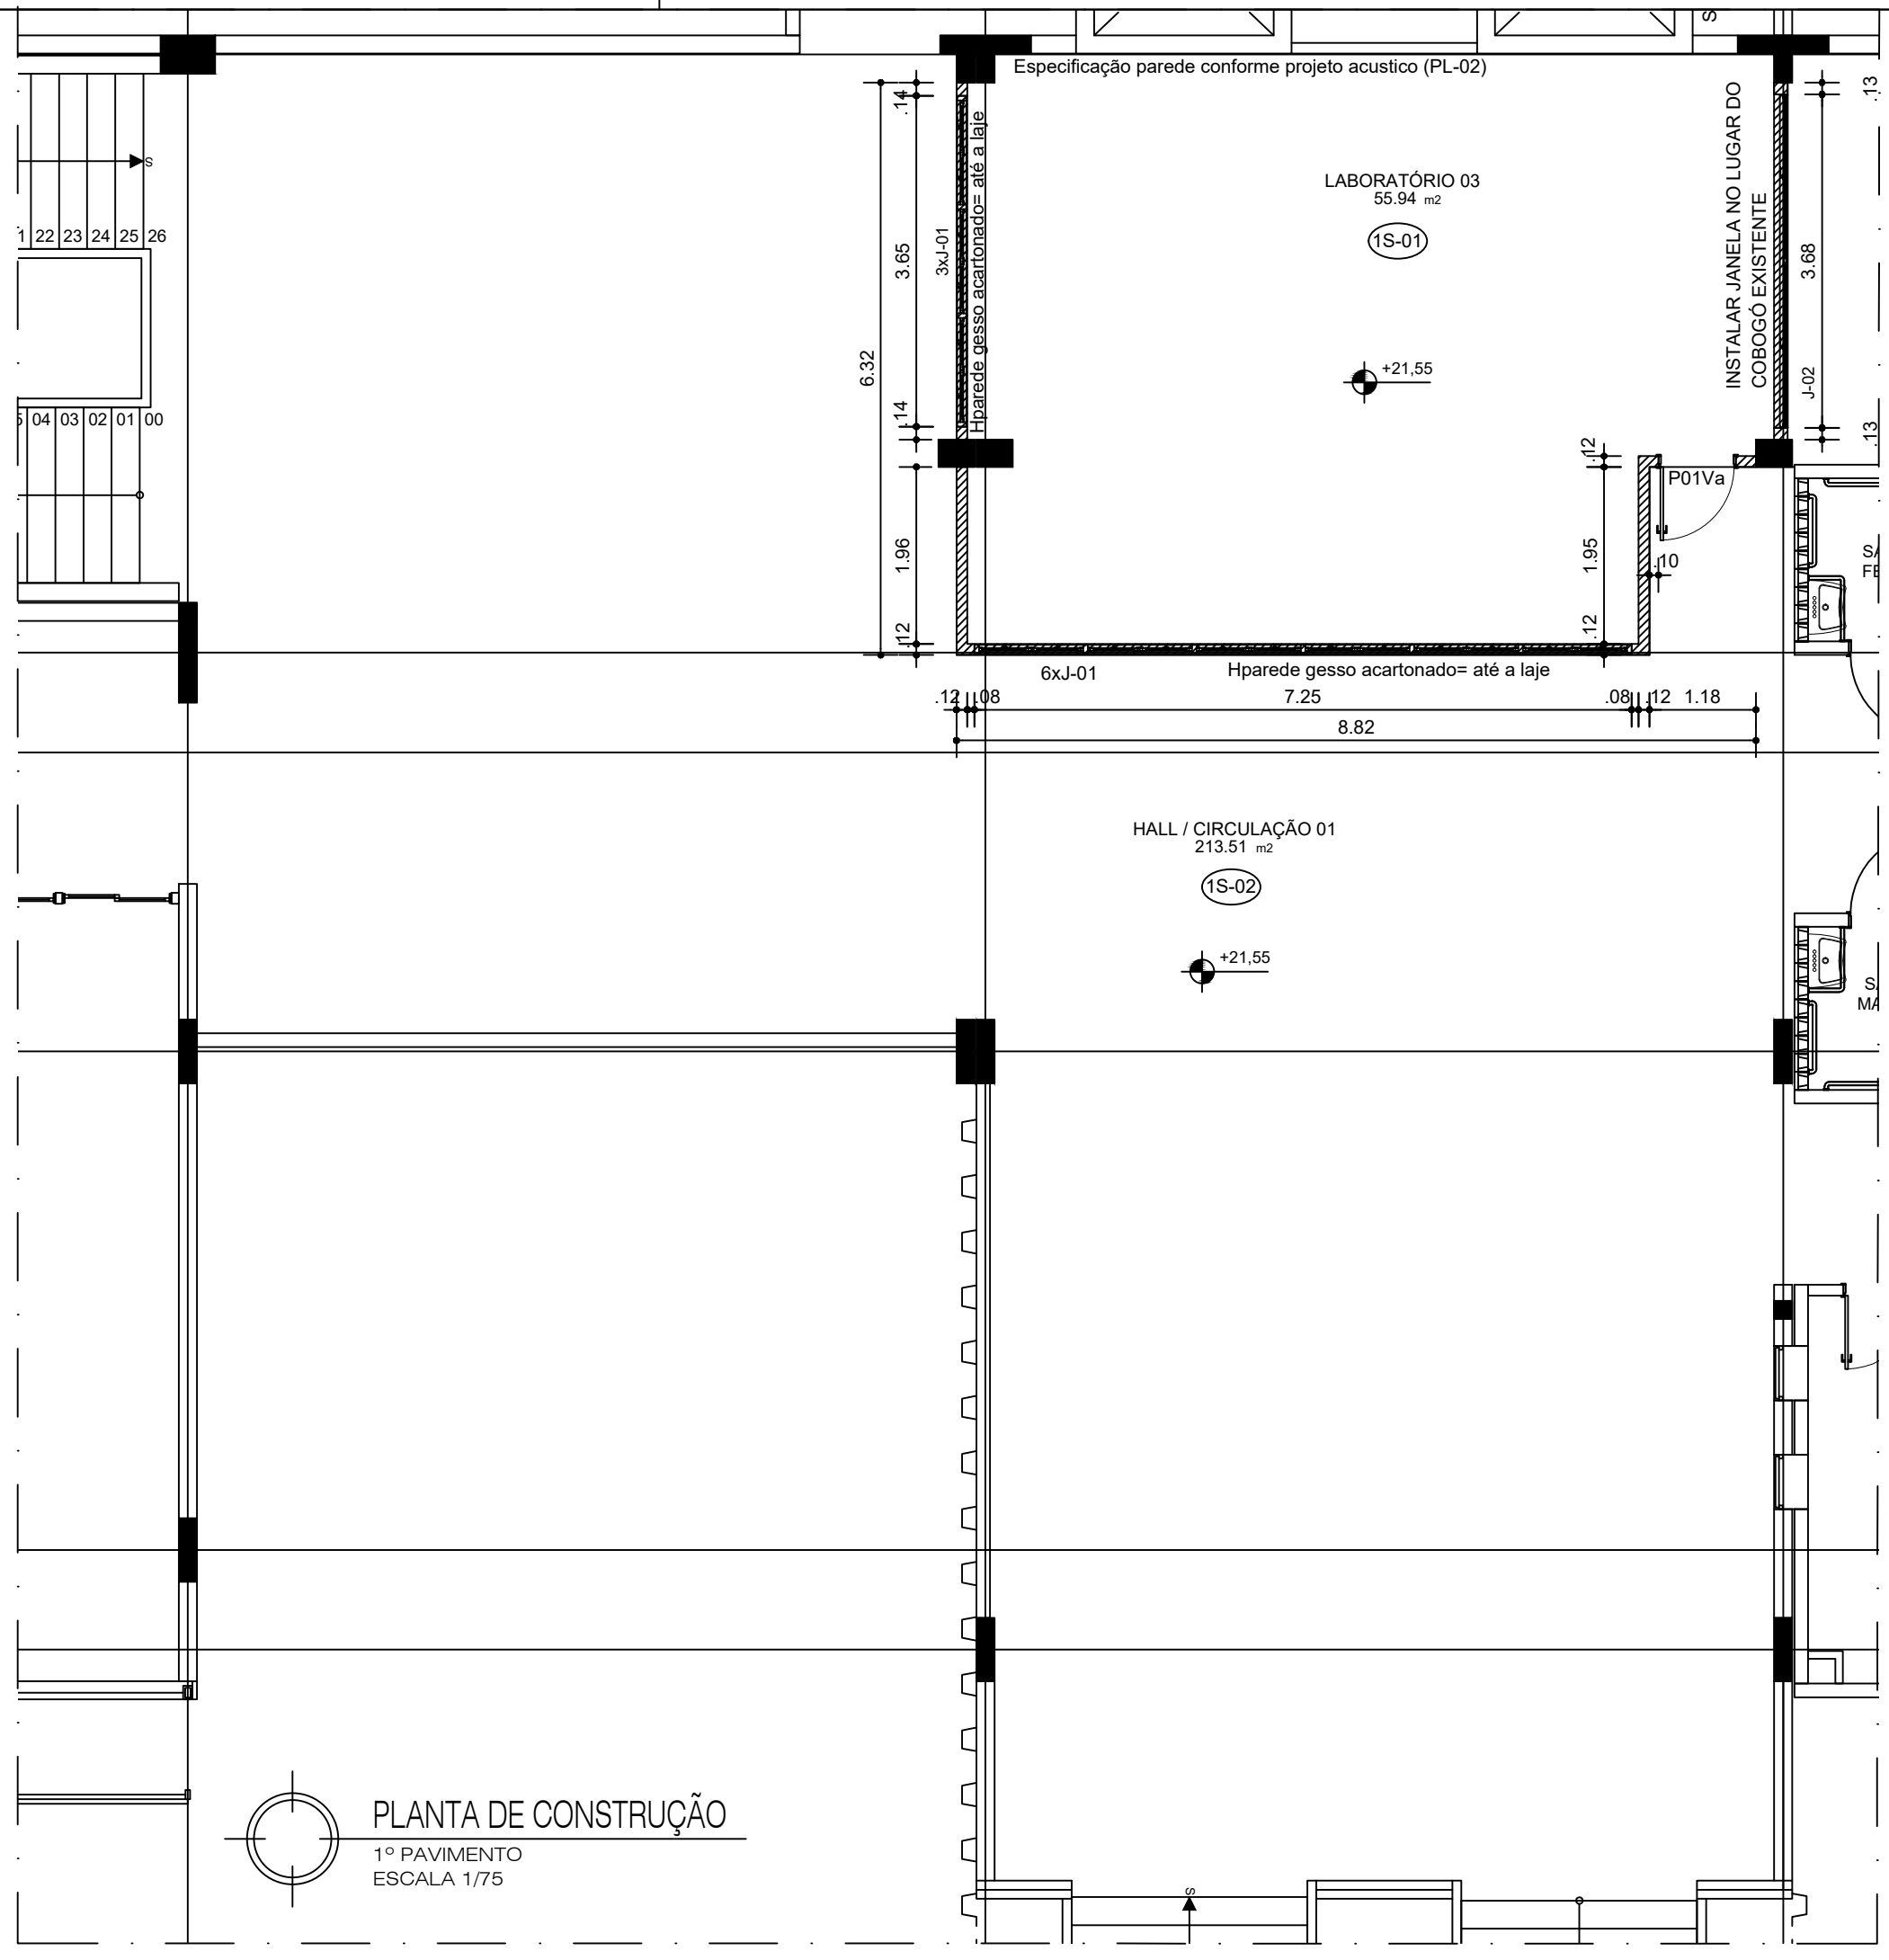 S
Especificação parede conforme projeto acustico (PL-02)
.14
.13
3xJ-01
Hparede gesso acartonado= até a laje
INSTALAR JANELA NO LUGAR DO
COBOGÓ EXISTENTE
LABORATÓRIO 03
55.94 m2
1S-01
S
22 23 24 25 26
3.65
3.68
6.32
+21,55
J-02
04 03 02 01 00
.14
.13
.12
P01Va
1.96
1.95
.10
.12
.12
6xJ-01
Hparede gesso acartonado= até a laje
.12 .08 7.25 .08 .12 1.18
8.82
HALL / CIRCULAÇÃO 01
213.51 m2
1S-02
+21,55
PLANTA DE CONSTRUÇÃO
1º PAVIMENTO
ESCALA 1/75
S